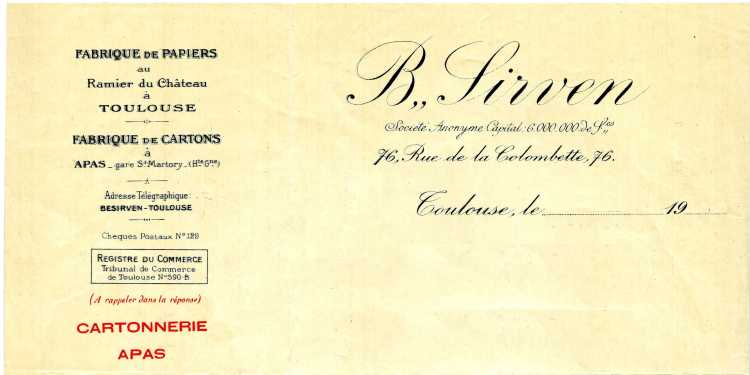 FABRIQUE DE PAPIERS
au
Ramier du Château
à
TOULOUSE
FABRIQUE DE CARTONS
à
APAS - gare St Martory - (Hte Gne)
Adresse Télégraphique:
BESIRVEN-TOULOUSE
Cheques Postaux N° 129
REGISTRE DU COMMERCE
Tribunal de Commerce
de Toulouse N° 590-B
(A rappeler dans la réponse)
CARTONNERIE
APAS
B,, Sirven
Société Anonyme Capital: 6.000.000 de Frs
76, Rue de la Colombette, 76.
Toulouse, le 19